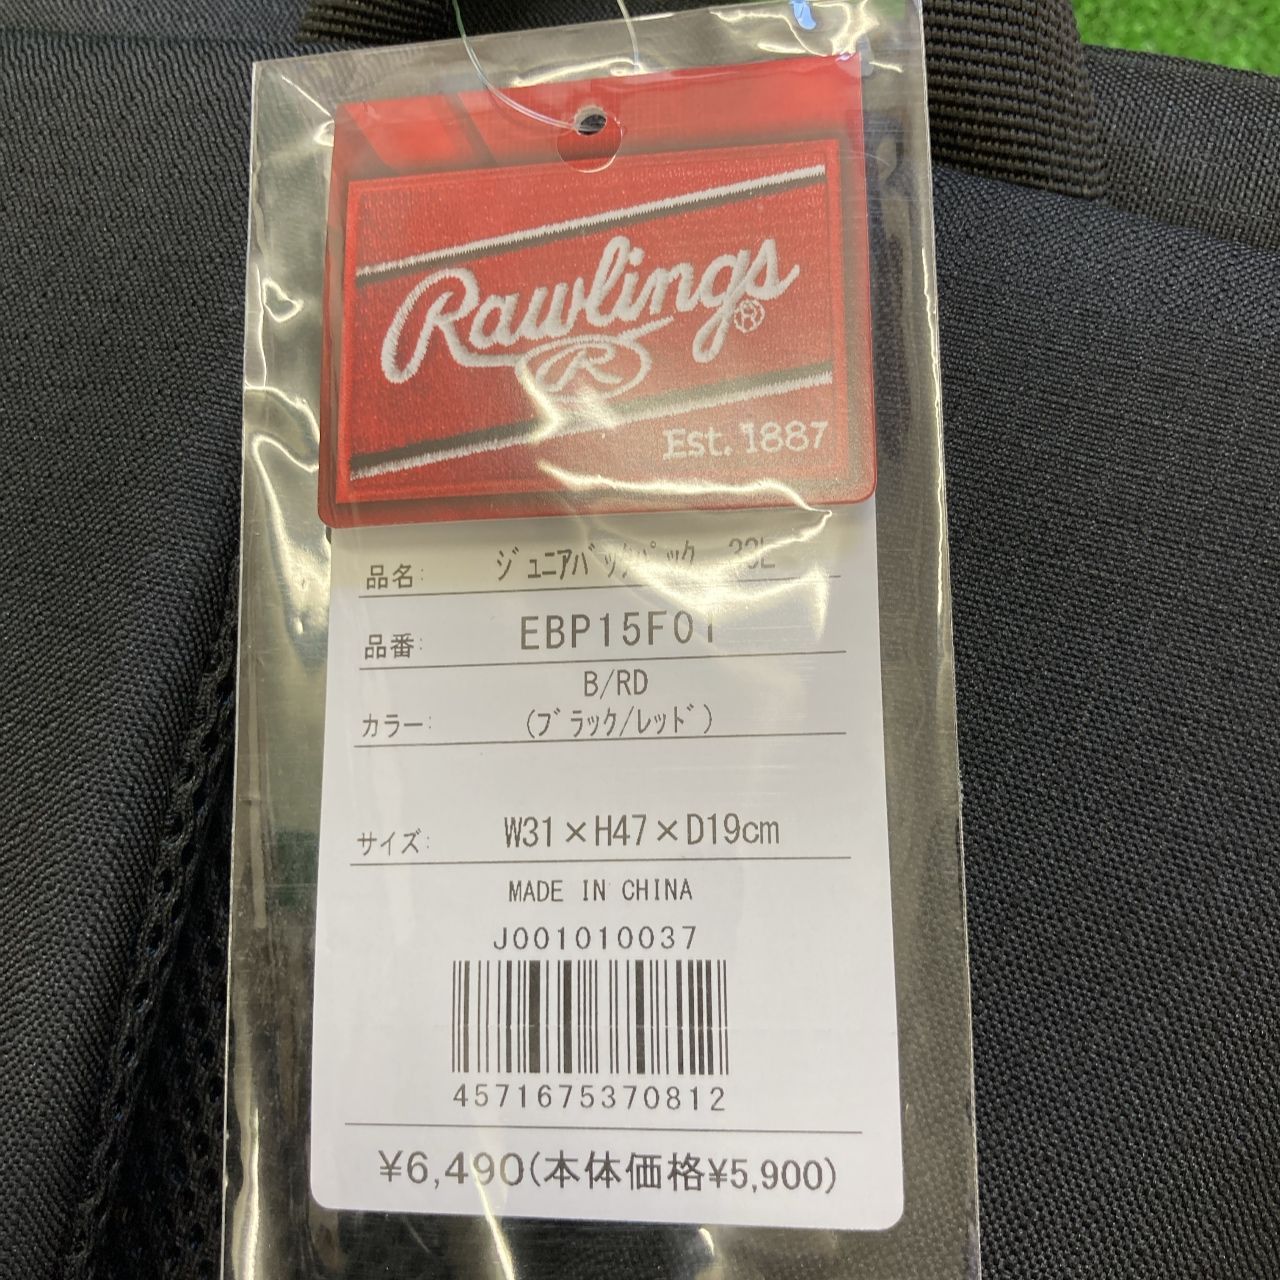 Rawlings®
R
Est. 1887
品名: ジュニアバックパック
品番: EBP15F01
B/RD
カラー: (ブラック/レッド)
サイズ: W31×H47×D19cm
MADE IN CHINA
J001010037
4571675370812
¥6,490(本体価格¥5,900)